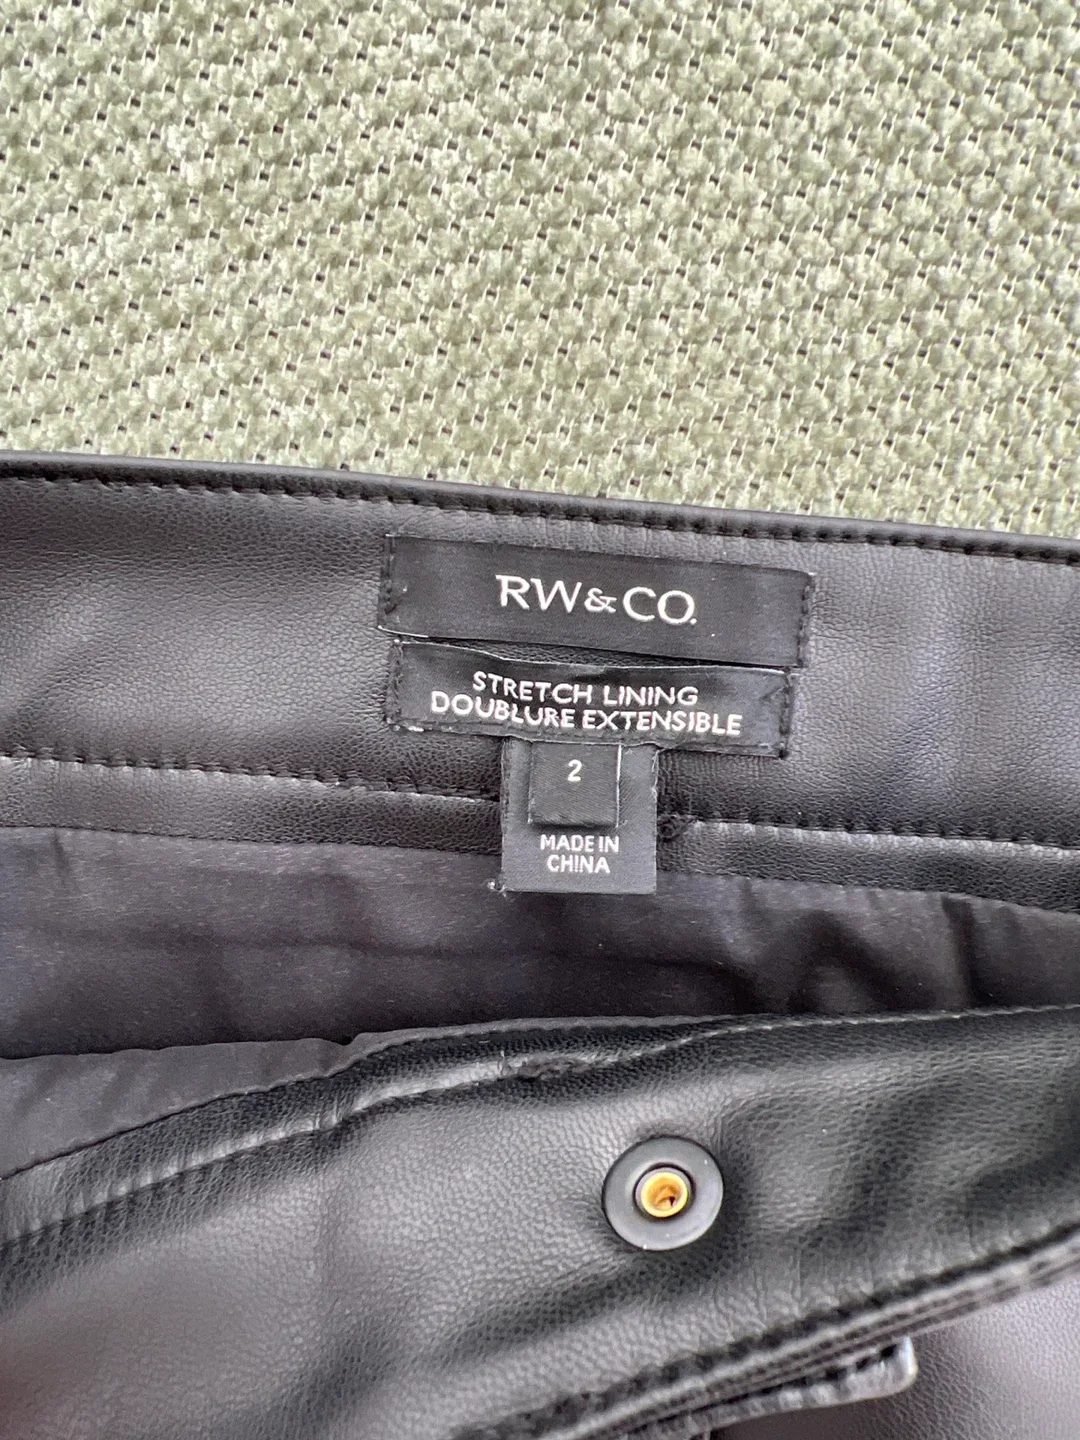 RW&CO.
STRETCH LINING
DOUBLURE EXTENSIBLE
2
MADE IN
CHINA